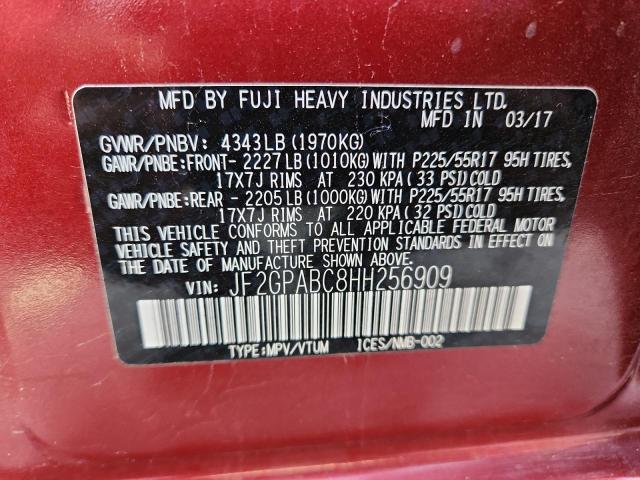 MFD BY FUJI HEAVY INDUSTRIES LTD.
MFD IN 03/17
GVWR/PNBV: 4343LB (1970KG)
GAWR/PNBE:FRONT-2227LB (1010KG)WITH P225/55R17 95H TIRES,
17X7J RIMS AT 230 KPA (33 PSI)COLD
GAWR/PNBE:REAR -2205LB (1000KG)WITH P225/55R17 95H TIRES,
17X7J RIMS AT 220 KPA (32 PSI)COLD
THIS VEHICLE CONFORMS TO ALL APPLICABLE FEDERAL MOTOR
VEHICLE SAFETY AND THEFT PREVENTION STANDARDS IN EFFECT ON
THE DATE OF MANUFACTURE SHOWN ABOVE.
VIN: JF2GPABC8HH256909
TYPE:MPV/VTUM ICES/NMB-002